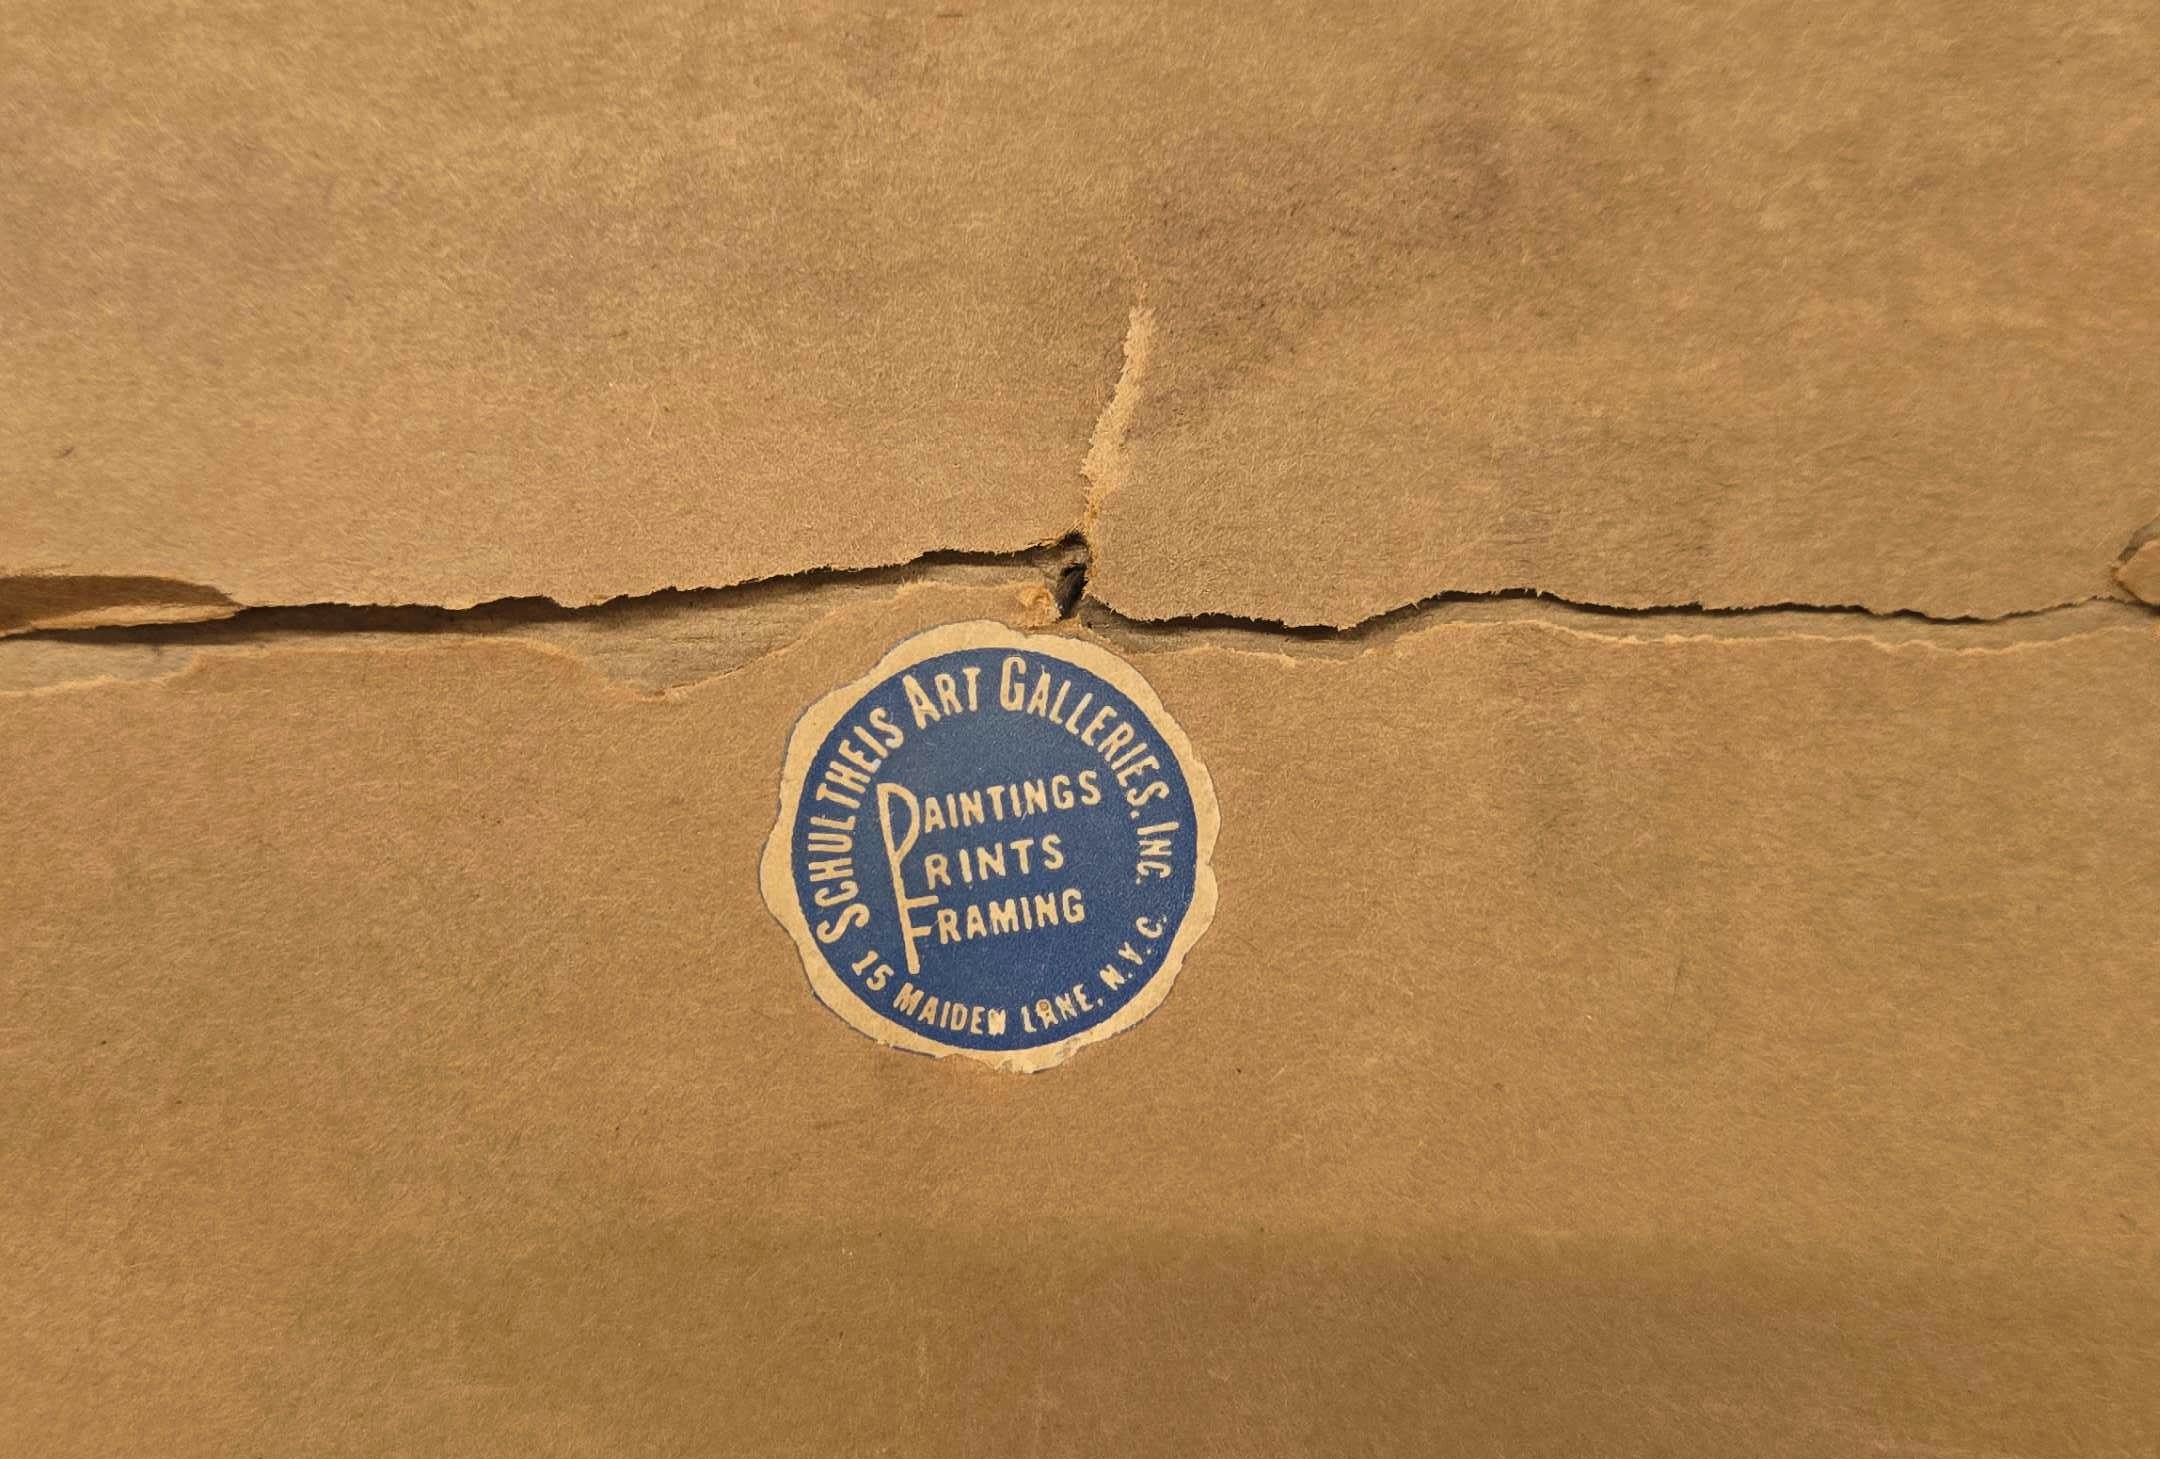 SCHULTHEIS ART GALLERIES. INC.
PAINTINGS
PRINTS
FRAMING
15 MAIDEN LANE, N.Y.C.